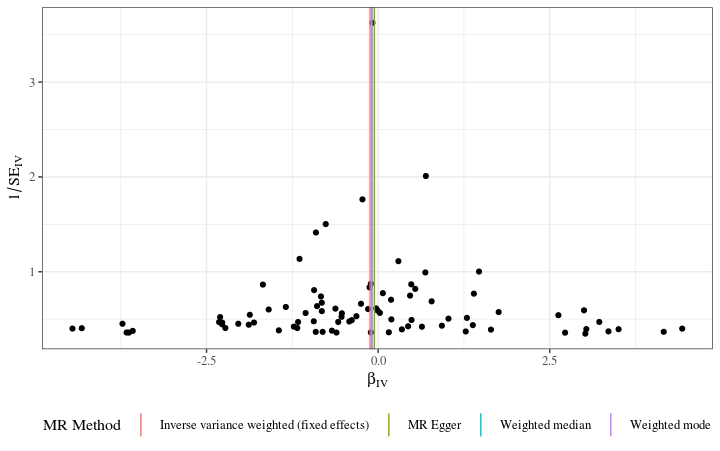 3
2
1
1/SE_IV
-2.5
0.0
2.5
β_IV
MR Method
Inverse variance weighted (fixed effects)
MR Egger
Weighted median
Weighted mode